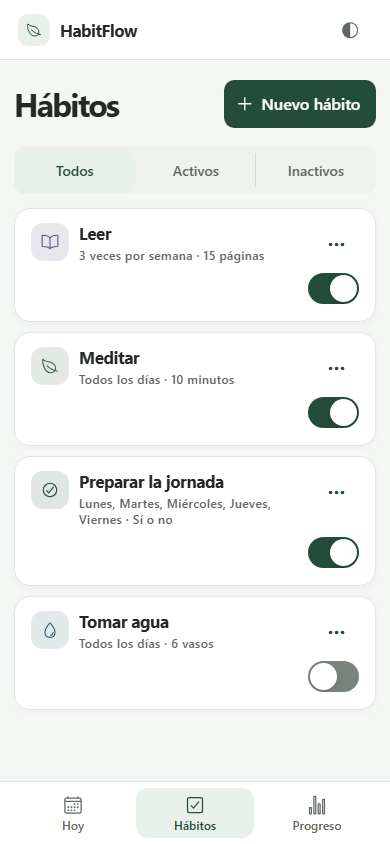 HabitFlow
Hábitos
Nuevo hábito
Todos
Activos
Inactivos
Leer
3 veces por semana · 15 páginas
Meditar
Todos los días · 10 minutos
Preparar la jornada
Lunes, Martes, Miércoles, Jueves,
Viernes · Sí o no
Tomar agua
Todos los días · 6 vasos
Hoy
Hábitos
Progreso